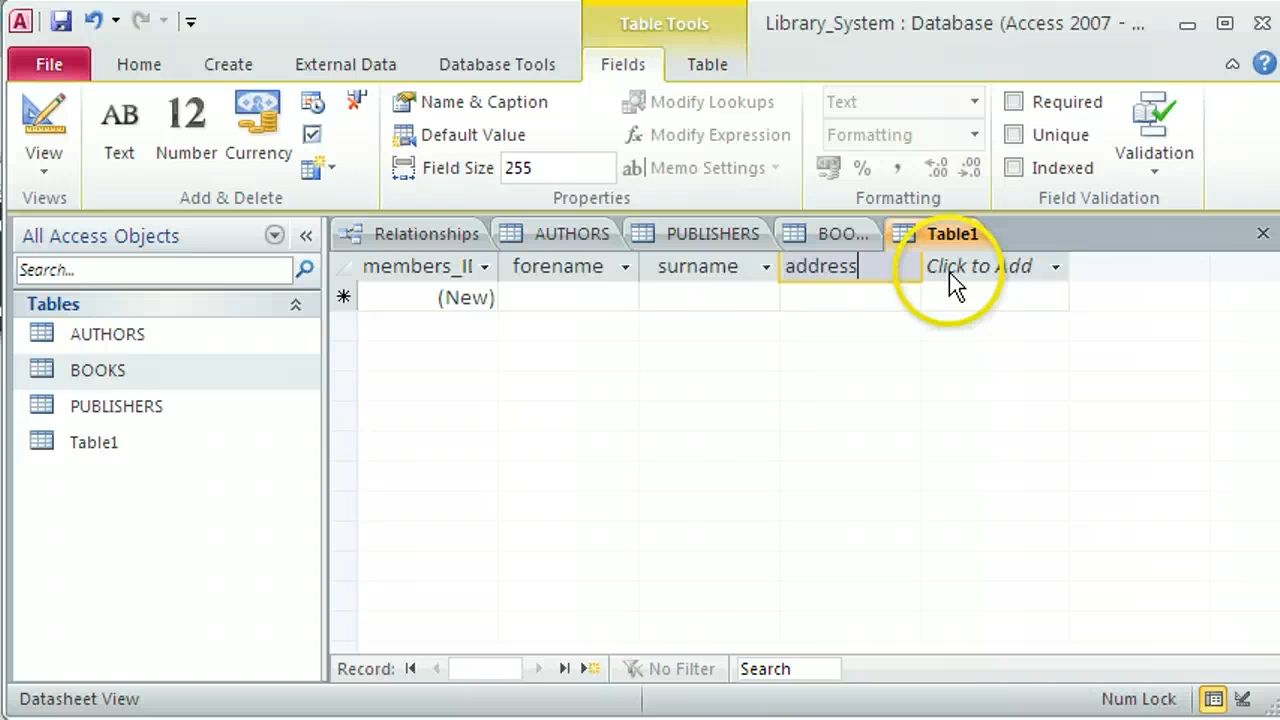 A
Table Tools
Library_System : Database (Access 2007 - ...
File
Home
Create
External Data
Database Tools
Fields
Table
?
View
Views
AB
Text
12
Number
Currency
Add & Delete
Name & Caption
Default Value
Field Size 255
Modify Lookups
fx Modify Expression
ab| Memo Settings
Properties
Text
Formatting
% , .00 .00
Formatting
Required
Unique
Indexed
Validation
Field Validation
All Access Objects «
Search...
Tables
AUTHORS
BOOKS
PUBLISHERS
Table1
Relationships AUTHORS PUBLISHERS BOO... Table1
forename surname address Click to Add
(New)
Record: No Filter Search
Datasheet View Num Lock